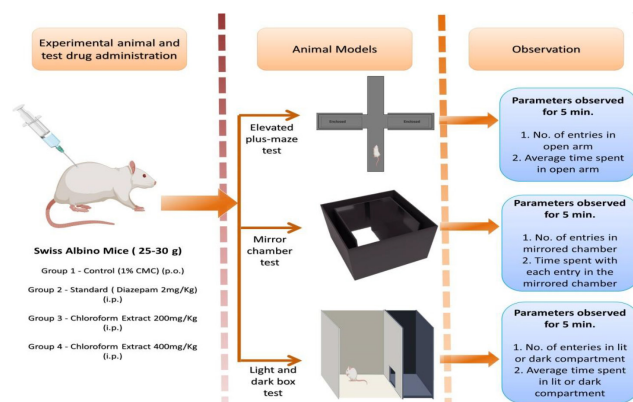 Experimental animal and
test drug administration
Animal Models
Observation
Swiss Albino Mice ( 25-30 g)
Group 1 - Control (1% CMC) (p.o.)
Group 2 - Standard ( Diazepam 2mg/Kg)
(i.p.)
Group 3 - Chloroform Extract 200mg/Kg
(i.p.)
Group 4 - Chloroform Extract 400mg/Kg
(i.p.)
Elevated
plus-maze
test
Enclosed
Enclosed
Mirror
chamber
test
Light and
dark box
test
Parameters observed
for 5 min.
1. No. of entries in
open arm
2. Average time spent
in open arm
Parameters observed
for 5 min.
1. No. of entries in
mirrored chamber
2. Time spent with
each entry in the
mirrored chamber
Parameters observed
for 5 min.
1. No. of enteries in lit
or dark compartment
2. Average time spent
in lit or dark
compartment